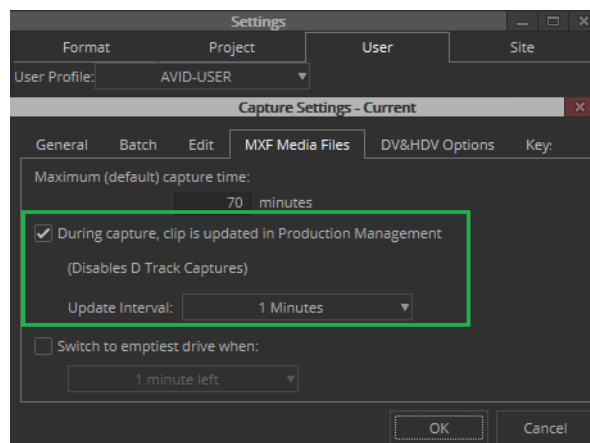 Settings
Format Project User Site
User Profile: AVID-USER
Capture Settings - Current
General Batch Edit MXF Media Files DV&HDV Options Key:
Maximum (default) capture time:
70 minutes
During capture, clip is updated in Production Management
(Disables D Track Captures)
Update Interval: 1 Minutes
Switch to emptiest drive when:
1 minute left
OK Cancel